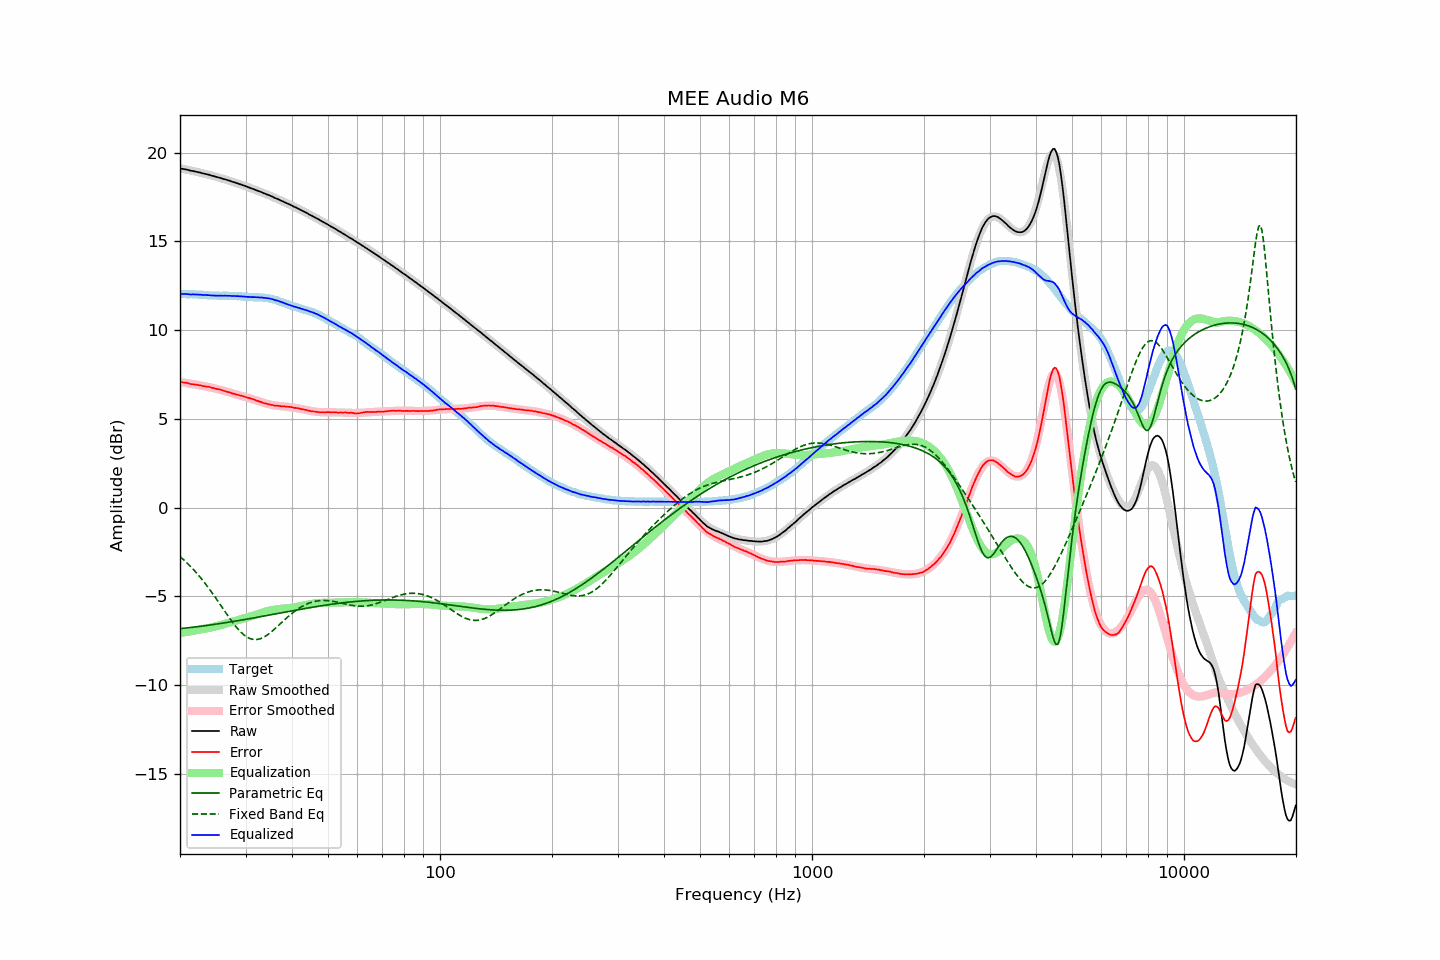 MEE Audio M6
Amplitude (dBr)
20
15
10
5
0
−5
−10
−15
Target
Raw Smoothed
Error Smoothed
Raw
Error
Equalization
Parametric Eq
Fixed Band Eq
Equalized
100
1000
10000
Frequency (Hz)